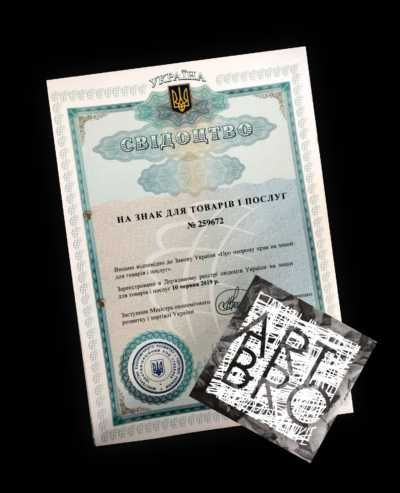 УКРАЇНА
СВІДОЦТВО
НА ЗНАК ДЛЯ ТОВАРІВ І ПОСЛУГ
№ 259672
Видано відповідно до Закону України «Про охорону прав на знаки
для товарів і послуг».
Зареєстровано в Державному реєстрі свідоцтв України на знаки
для товарів і послуг 10 червня 2019 р.
Заступник Міністра економічного
розвитку і торгівлі України
ART
BRO